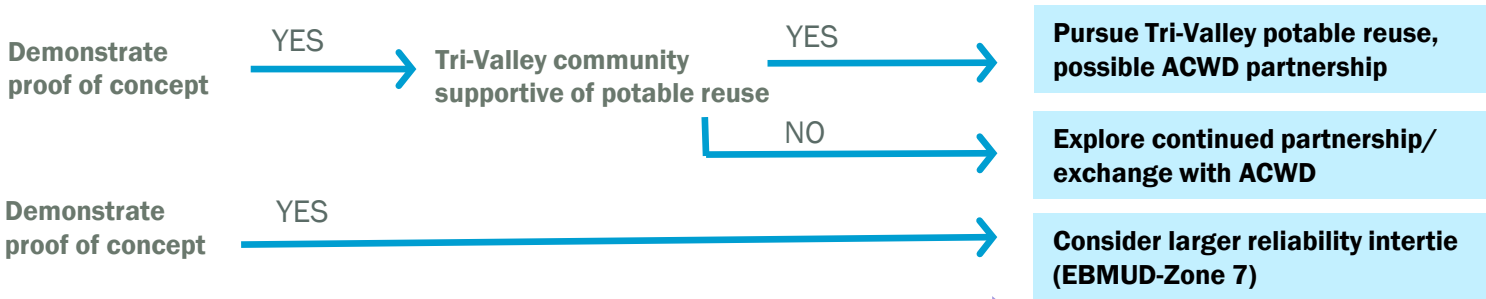 Demonstrate
proof of concept
YES
Tri-Valley community
supportive of potable reuse
YES
Pursue Tri-Valley potable reuse,
possible ACWD partnership
NO
Explore continued partnership/
exchange with ACWD
Demonstrate
proof of concept
YES
Consider larger reliability intertie
(EBMUD-Zone 7)